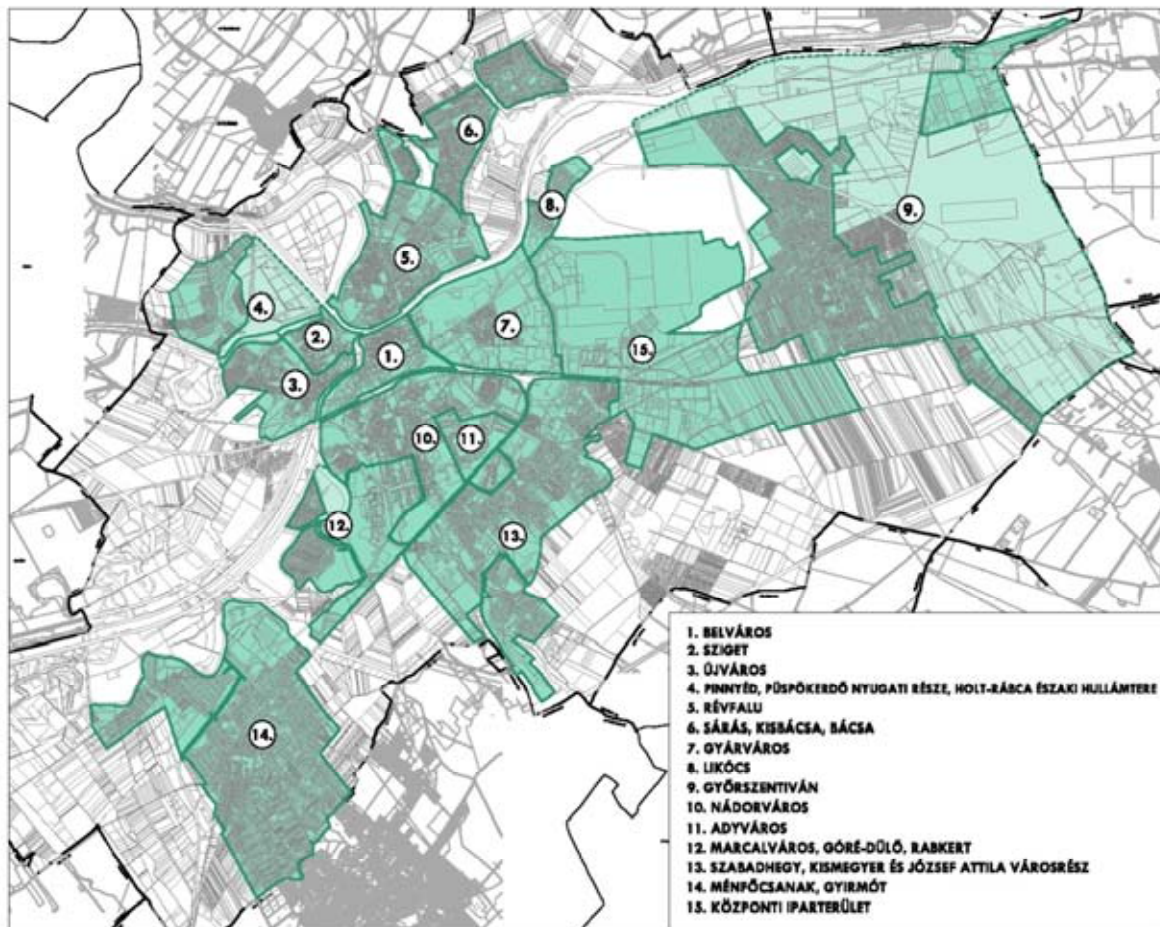 6.
8.
9.
5.
4.
2.
7.
1.
15.
3.
10.
11.
12.
13.
14.
1. BELVÁROS
2. SZIGET
3. ÚJVÁROS
4. PINNYÉD, PÜSPÖKERDŐ NYUGATI RÉSZE, HOLT-RÁBCA ÉSZAKI HULLÁMTERE
5. RÉVFALU
6. SÁRÁS, KISBÁCSA, BÁCSA
7. GYÁRVÁROS
8. LIKÓCS
9. GYŐRSZENTIVÁN
10. NÁDORVÁROS
11. ADYVÁROS
12. MARCALVÁROS, GÓRÉ-DŰLŐ, RABKERT
13. SZABADHEGY, KISMEGYER ÉS JÓZSEF ATTILA VÁROSRÉSZ
14. MÉNFŐCSANAK, GYIRMÓT
15. KÖZPONTI IPARTERÜLET